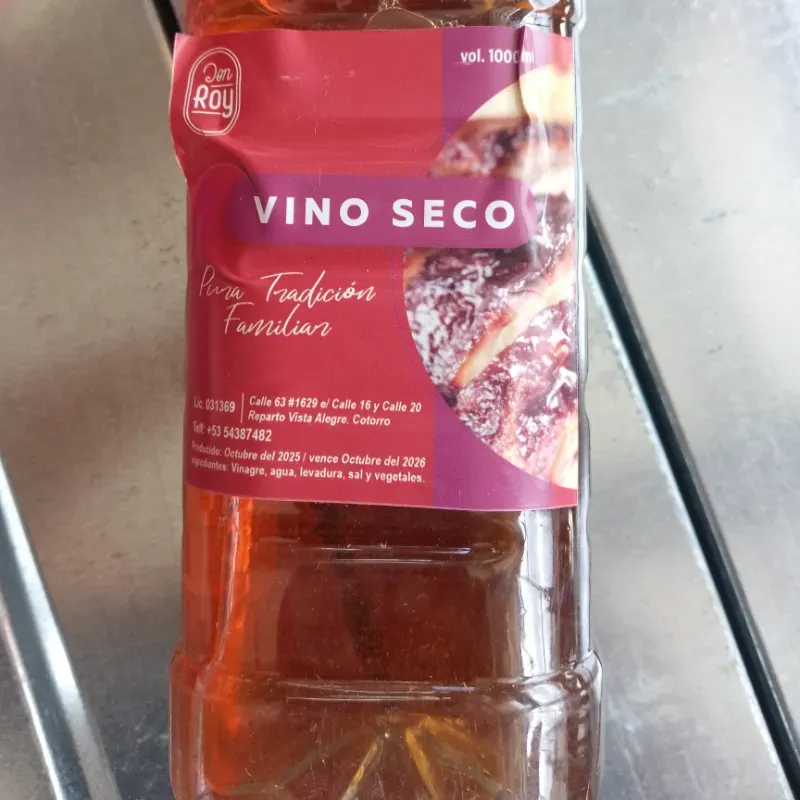 Don
ROY
vol. 1000 ml
VINO SECO
Pura Tradición
Familiar
Lic. 031369
Calle 63 #1629 e/ Calle 16 y Calle 20
Reparto Vista Alegre. Cotorro
Telf: +53 54387482
Producido: Octubre del 2025 / vence Octubre del 2026
Ingredientes: Vinagre, agua, levadura, sal y vegetales.